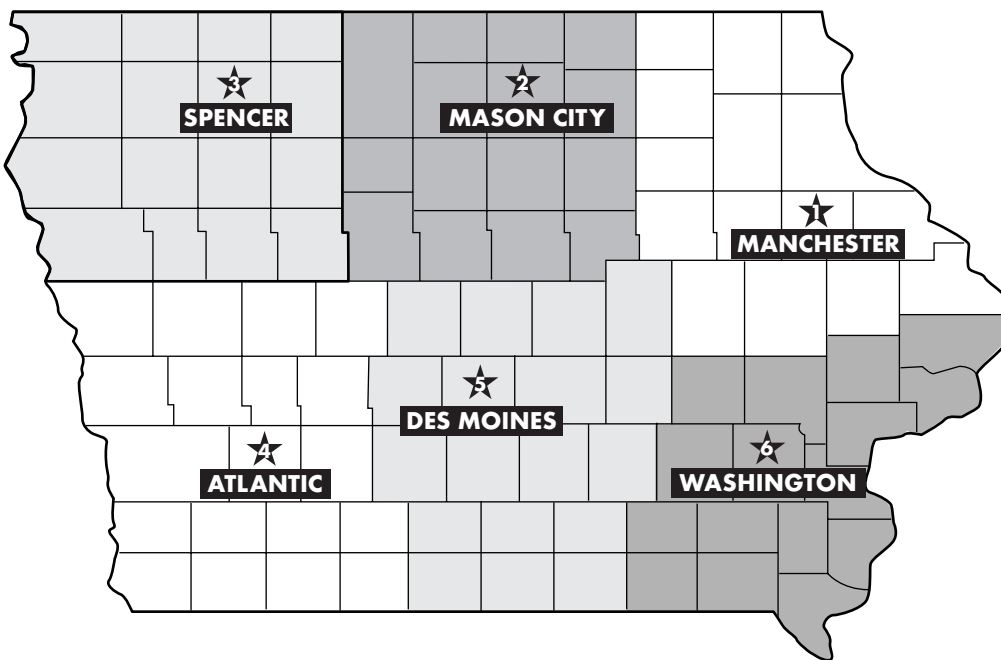 3
SPENCER
2
MASON CITY
1
MANCHESTER
5
DES MOINES
4
ATLANTIC
6
WASHINGTON